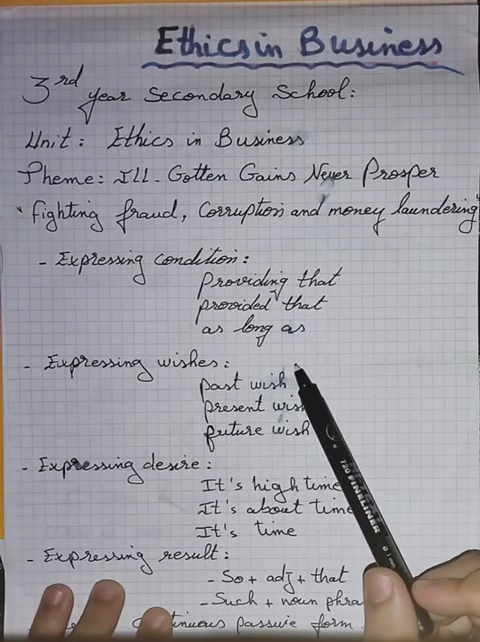 Ethics in Business
3rd year Secondary School:
Unit: Ethics in Business
Theme: Ill-Gotten Gains Never Prosper
"Fighting fraud, Corruption and money laundering"
- Expressing condition:
Providing that
provided that
as long as
- Expressing wishes:
past wish
present wish
future wish
- Expressing desire:
It's high time
It's about time
It's time
- Expressing result:
- So + adj + that
- Such + noun phra
continuous passive form
720 FINELINER